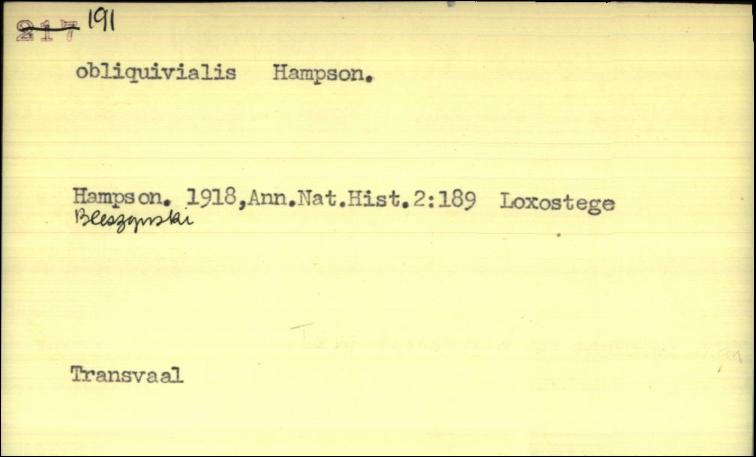 217 191
obliquivialis Hampson.
Hampson. 1918,Ann.Nat.Hist.2:189 Loxostege
Bleszynski
Transvaal